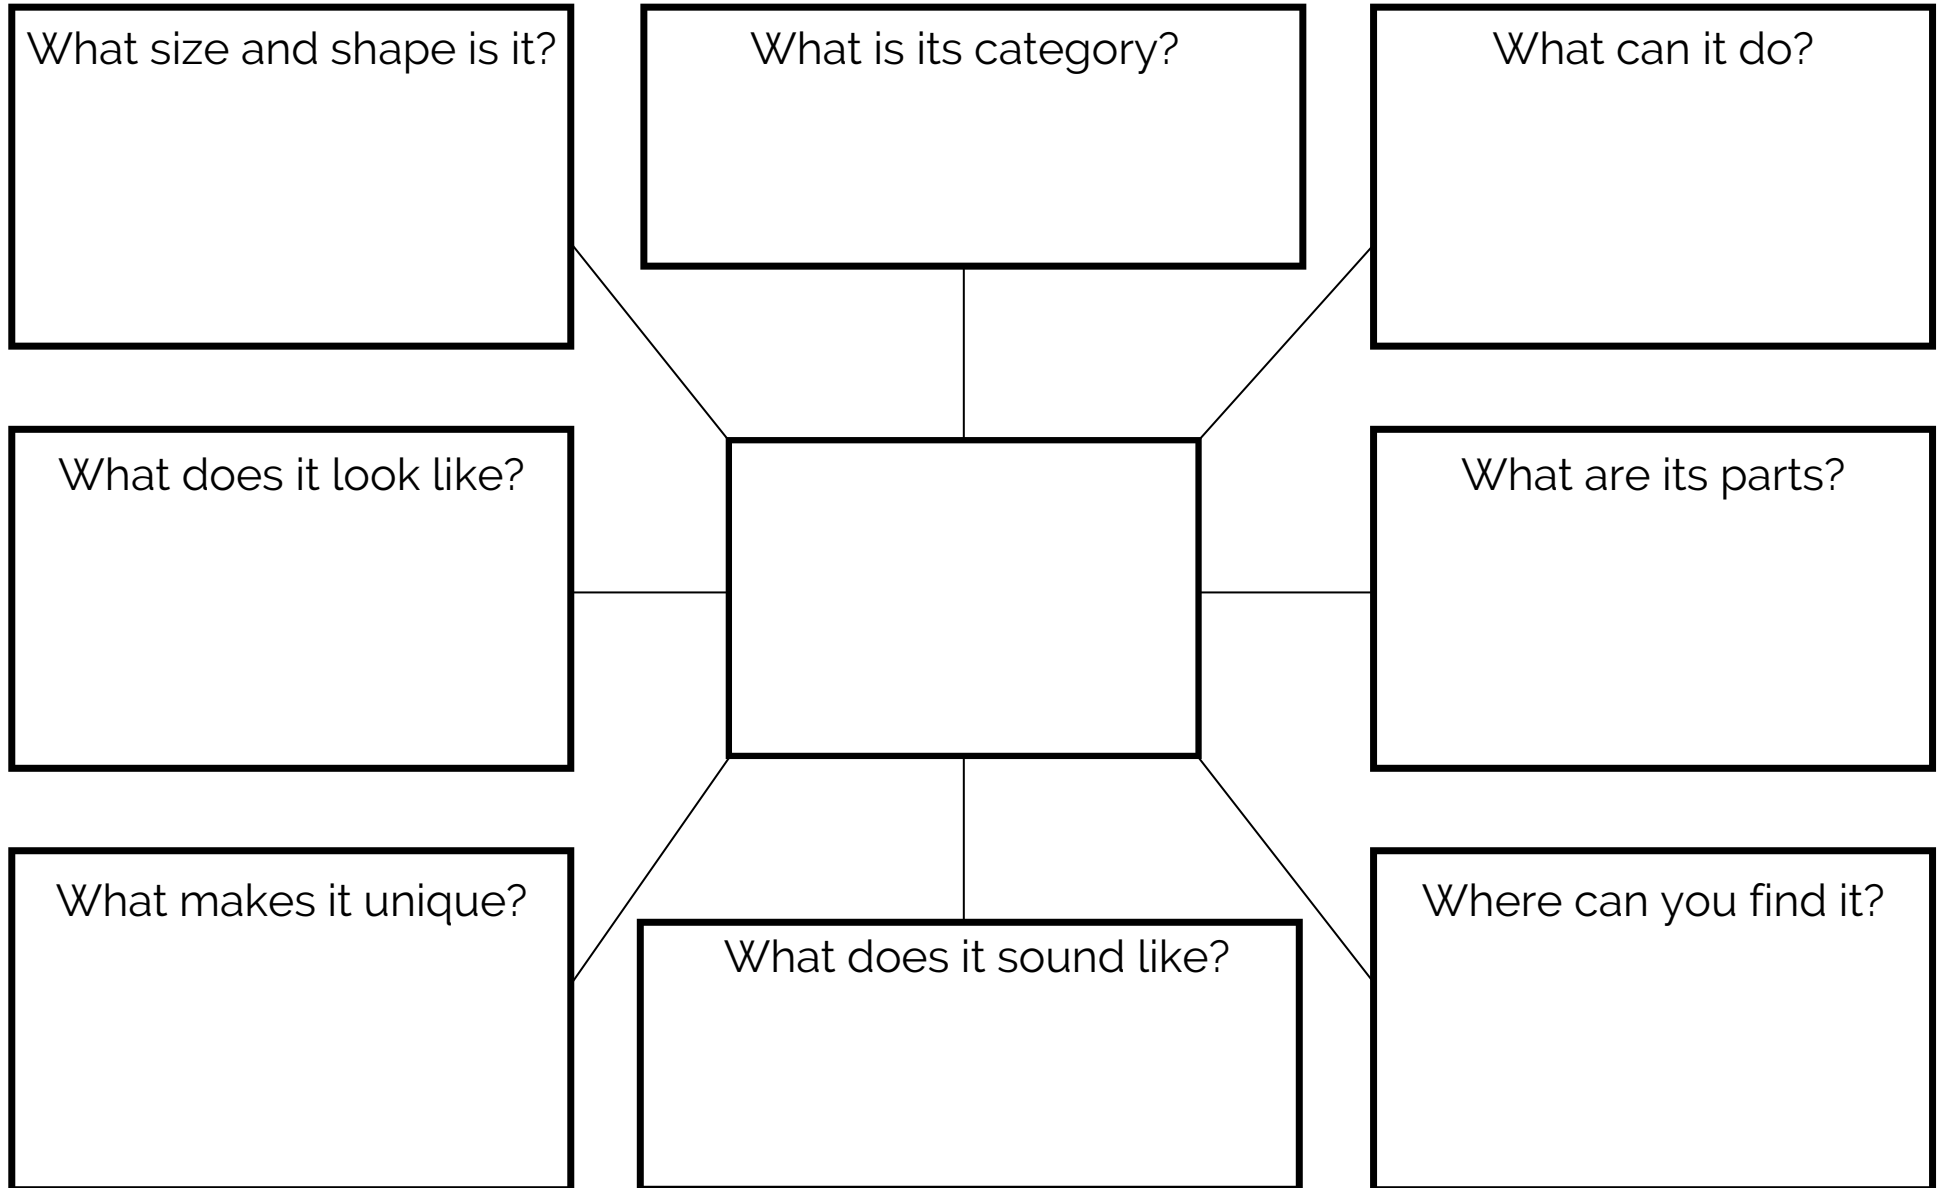 What size and shape is it?
What is its category?
What can it do?
What does it look like?
What are its parts?
What makes it unique?
What does it sound like?
Where can you find it?